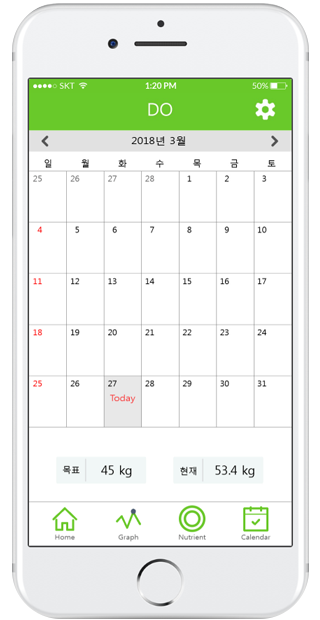 SKT 1:20 PM 50%
DO
2018년 3월
일 월 화 수 목 금 토
25 26 27 28 1 2 3
4 5 6 7 8 9 10
11 12 13 14 15 16 17
18 19 20 21 22 23 24
25 26 27 28 29 30 31
Today
목표 45 kg 현재 53.4 kg
Home Graph Nutrient Calendar